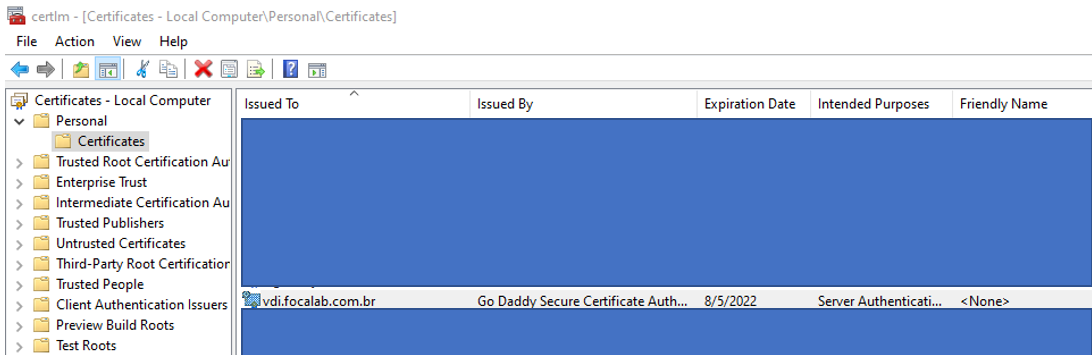 certlm - [Certificates - Local Computer\Personal\Certificates]
File Action View Help
Certificates - Local Computer
Personal
Certificates
Trusted Root Certification Au
Enterprise Trust
Intermediate Certification Au
Trusted Publishers
Untrusted Certificates
Third-Party Root Certification
Trusted People
Client Authentication Issuers
Preview Build Roots
Test Roots
Issued To Issued By Expiration Date Intended Purposes Friendly Name
vdi.focalab.com.br Go Daddy Secure Certificate Auth... 8/5/2022 Server Authenticati... <None>